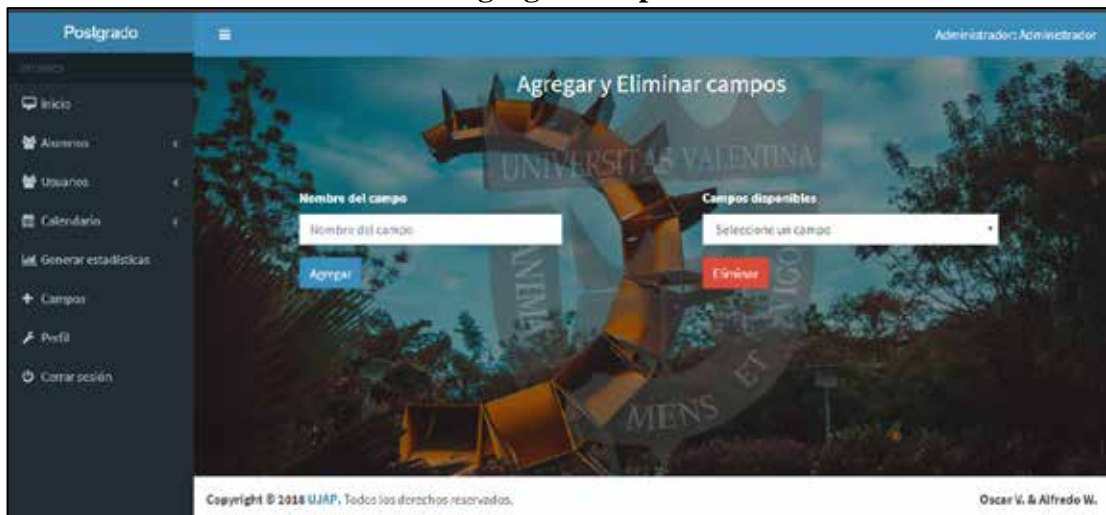 Postgrado
Administrador: Administrador
Inicio
Alumnos
Usuarios
Calendario
Generar estadísticas
Campos
Perfil
Cerrar sesión
Agregar y Eliminar campos
UNIVERSITAS VALENTINA
Nombre del campo
Nombre del campo
Agregar
Campos disponibles
Seleccione un campo
Eliminar
MENS
ET
Copyright © 2018 UJAP. Todos los derechos reservados.
Oscar V. & Alfredo W.